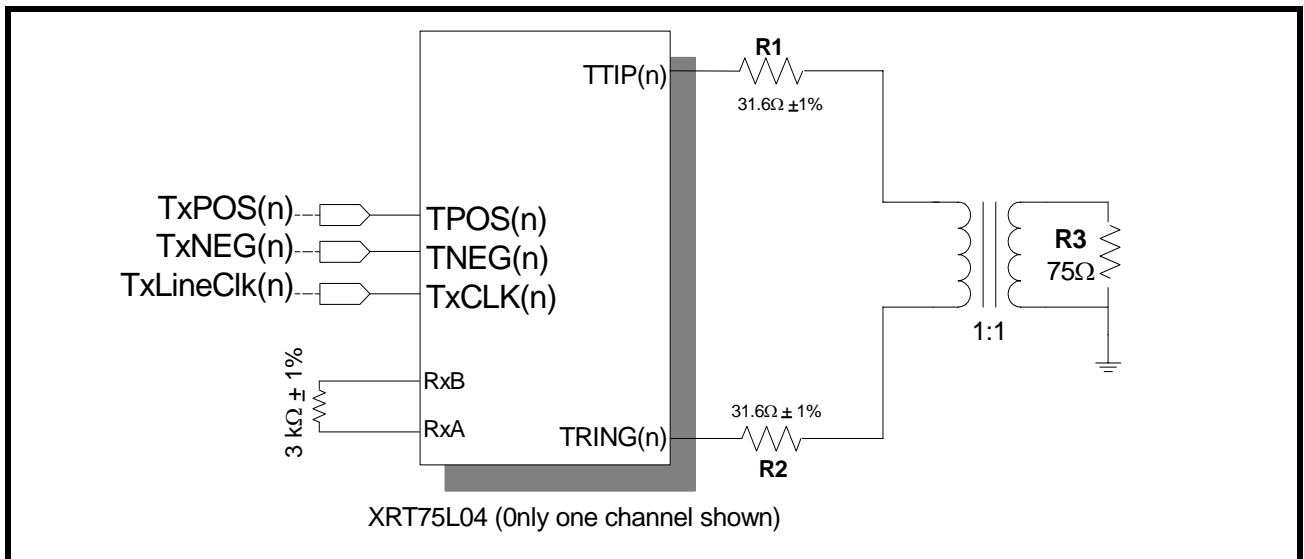 R1
TTIP(n)
31.6Ω ±1%
TxPOS(n)
TPOS(n)
TxNEG(n)
TNEG(n)
TxLineClk(n)
TxCLK(n)
R3
75Ω
1:1
3 kΩ ± 1%
RxB
RxA
31.6Ω ± 1%
TRING(n)
R2
XRT75L04 (0nly one channel shown)